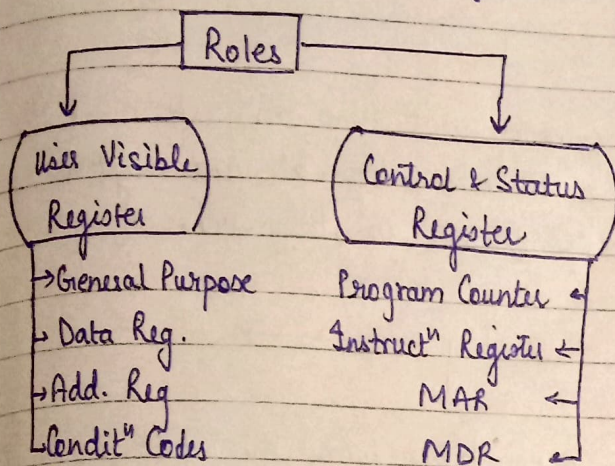 Roles
User Visible
Register
→General Purpose
→Data Reg.
→Add. Reg
Conditⁿ Codes
Control & Status
Register
Program Counter ←
Instructⁿ Register ←
MAR ←
MDR ←